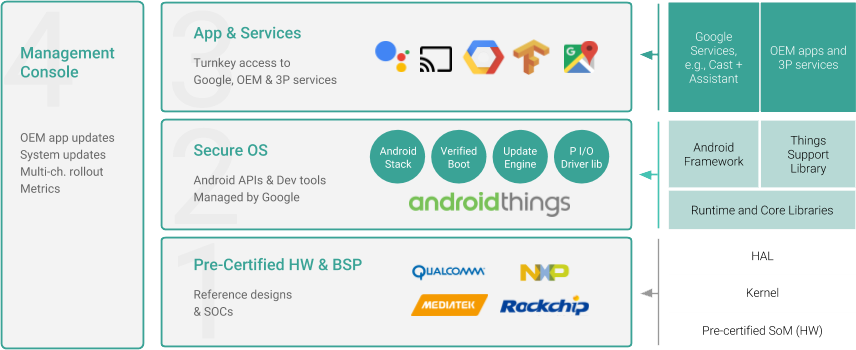 4
Management
Console
OEM app updates
System updates
Multi-ch. rollout
Metrics
3
App & Services
Turnkey access to
Google, OEM & 3P services
Google
Services,
e.g., Cast +
Assistant
OEM apps and
3P services
2
Secure OS
Android APIs & Dev tools
Managed by Google
Android
Stack
Verified
Boot
Update
Engine
P I/O
Driver lib
androidthings
Android
Framework
Things
Support
Library
Runtime and Core Libraries
1
Pre-Certified HW & BSP
Reference designs
& SOCs
QUALCOMM
NXP
MEDIATEK
Rockchip
HAL
Kernel
Pre-certified SoM (HW)